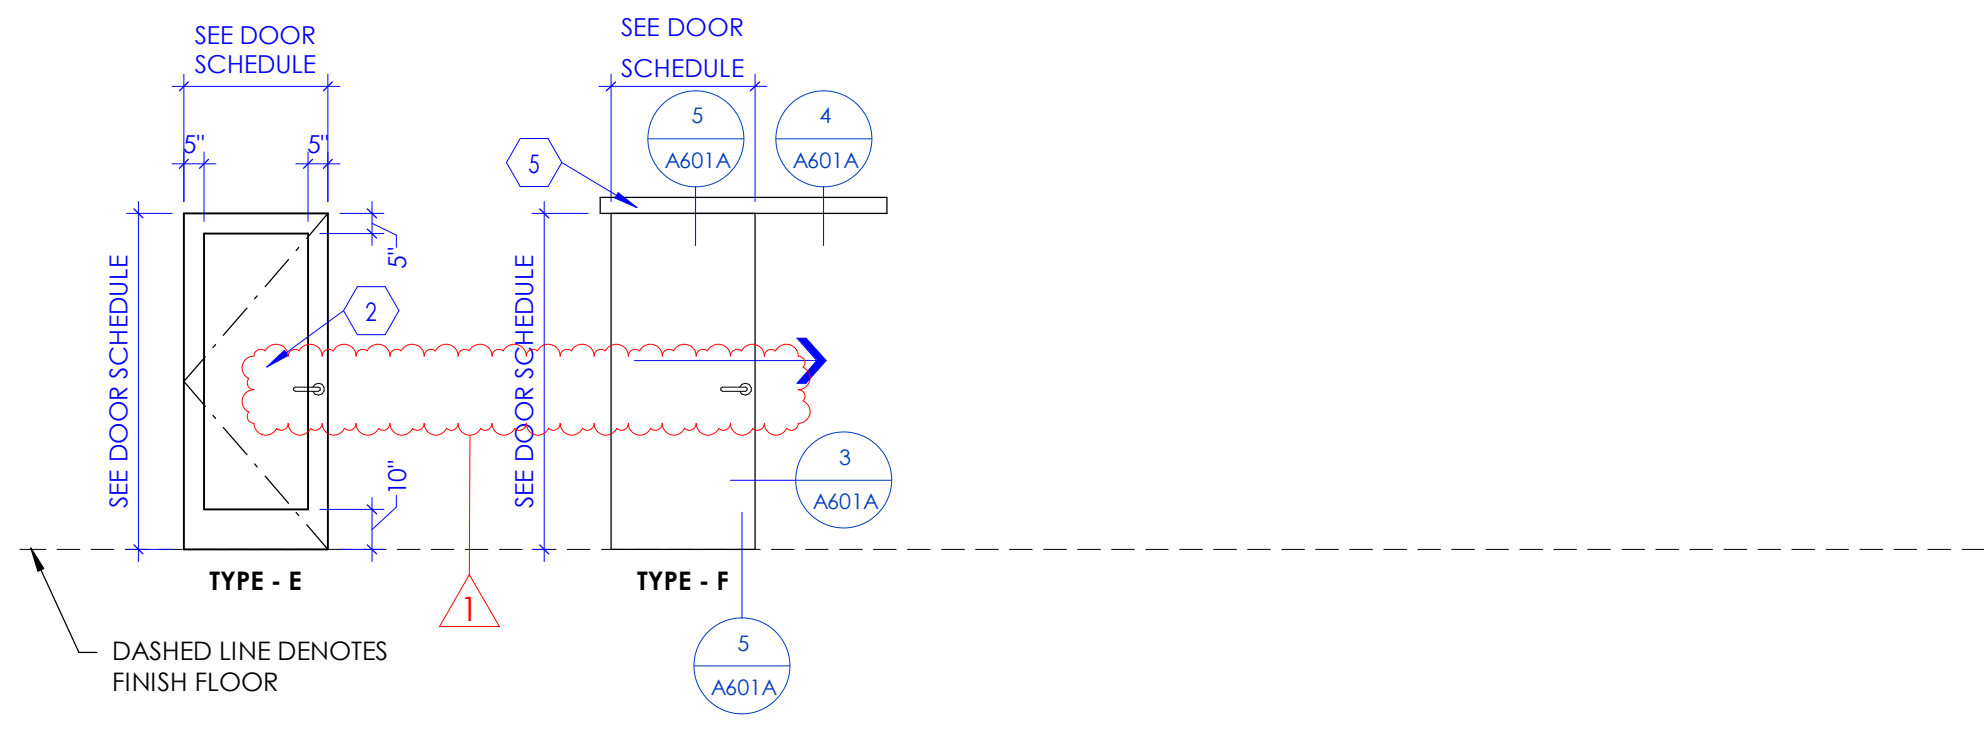 SEE DOOR
SCHEDULE
5"
5"
SEE DOOR SCHEDULE
5"
2
10"
TYPE - E
SEE DOOR
SCHEDULE
5
A601A
4
A601A
5
SEE DOOR SCHEDULE
3
A601A
TYPE - F
1
5
A601A
DASHED LINE DENOTES
FINISH FLOOR